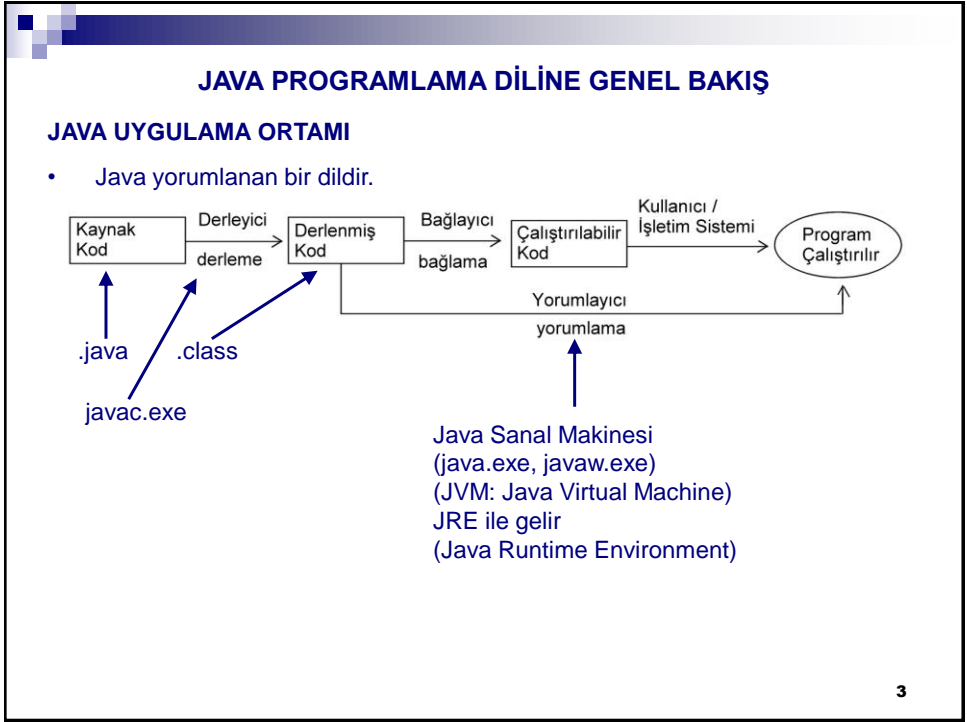 JAVA PROGRAMLAMA DİLİNE GENEL BAKIŞ
JAVA UYGULAMA ORTAMI
• Java yorumlanan bir dildir.
Kaynak
Kod
Derleyici
derleme
Derlenmiş
Kod
Bağlayıcı
bağlama
Çalıştırılabilir
Kod
Kullanıcı /
İşletim Sistemi
Program
Çalıştırılır
Yorumlayıcı
yorumlama
.java
.class
javac.exe
Java Sanal Makinesi
(java.exe, javaw.exe)
(JVM: Java Virtual Machine)
JRE ile gelir
(Java Runtime Environment)
3